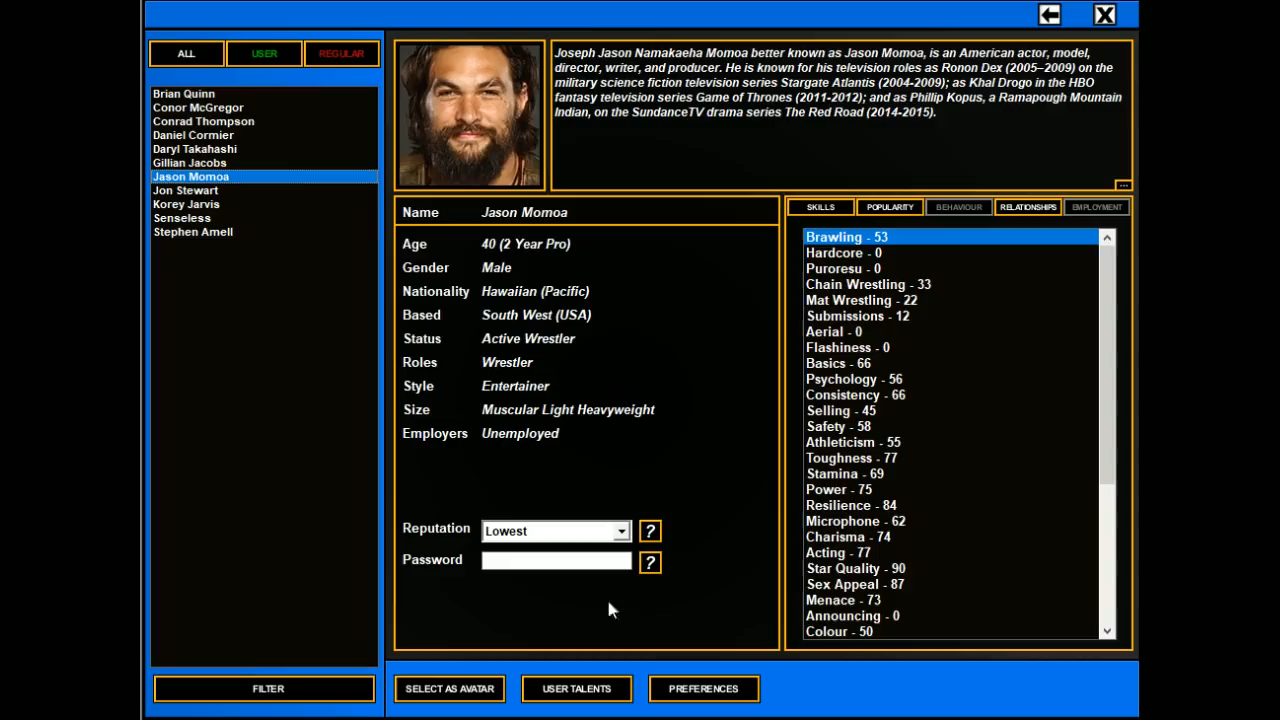 ALL USER REGULAR
Brian Quinn
Conor McGregor
Conrad Thompson
Daniel Cormier
Daryl Takahashi
Gillian Jacobs
Jason Momoa
Jon Stewart
Korey Jarvis
Senseless
Stephen Amell
FILTER
Joseph Jason Namakaeha Momoa better known as Jason Momoa, is an American actor, model,
director, writer, and producer. He is known for his television roles as Ronon Dex (2005–2009) on the
military science fiction television series Stargate Atlantis (2004-2009); as Khal Drogo in the HBO
fantasy television series Game of Thrones (2011-2012); and as Phillip Kopus, a Ramapough Mountain
Indian, on the SundanceTV drama series The Red Road (2014-2015).
...
Name Jason Momoa
Age 40 (2 Year Pro)
Gender Male
Nationality Hawaiian (Pacific)
Based South West (USA)
Status Active Wrestler
Roles Wrestler
Style Entertainer
Size Muscular Light Heavyweight
Employers Unemployed
Reputation Lowest ?
Password ?
SKILLS POPULARITY BEHAVIOUR RELATIONSHIPS EMPLOYMENT
Brawling - 53
Hardcore - 0
Puroresu - 0
Chain Wrestling - 33
Mat Wrestling - 22
Submissions - 12
Aerial - 0
Flashiness - 0
Basics - 66
Psychology - 56
Consistency - 66
Selling - 45
Safety - 58
Athleticism - 55
Toughness - 77
Stamina - 69
Power - 75
Resilience - 84
Microphone - 62
Charisma - 74
Acting - 77
Star Quality - 90
Sex Appeal - 87
Menace - 73
Announcing - 0
Colour - 50
SELECT AS AVATAR USER TALENTS PREFERENCES